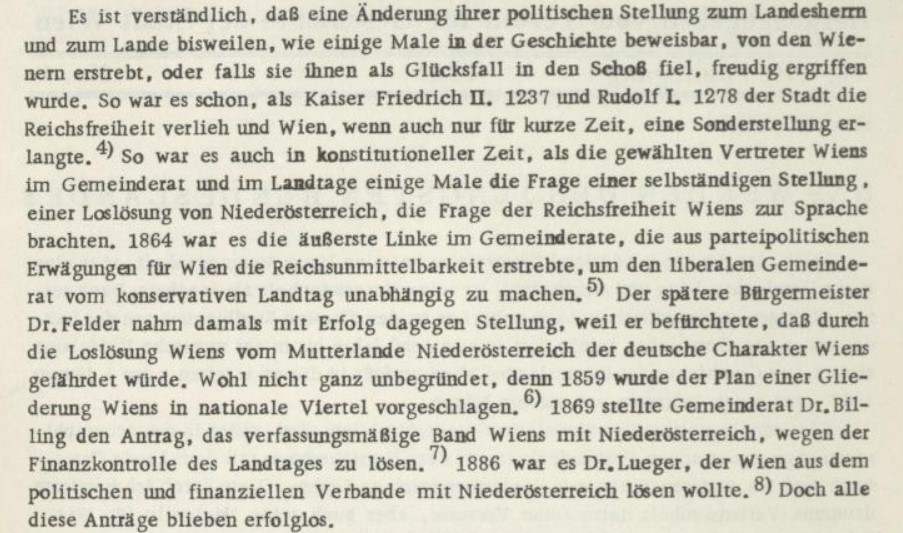 Es ist verständlich, daß eine Änderung ihrer politischen Stellung zum Landesherrn
und zum Lande bisweilen, wie einige Male in der Geschichte beweisbar, von den Wie-
nern erstrebt, oder falls sie ihnen als Glücksfall in den Schoß fiel, freudig ergriffen
wurde. So war es schon, als Kaiser Friedrich II. 1237 und Rudolf I. 1278 der Stadt die
Reichsfreiheit verlieh und Wien, wenn auch nur für kurze Zeit, eine Sonderstellung er-
langte.4) So war es auch in konstitutioneller Zeit, als die gewählten Vertreter Wiens
im Gemeinderat und im Landtage einige Male die Frage einer selbständigen Stellung,
einer Loslösung von Niederösterreich, die Frage der Reichsfreiheit Wiens zur Sprache
brachten. 1864 war es die äußerste Linke im Gemeinderate, die aus parteipolitischen
Erwägungen für Wien die Reichsunmittelbarkeit erstrebte, um den liberalen Gemeinde-
rat vom konservativen Landtag unabhängig zu machen.5) Der spätere Bürgermeister
Dr. Felder nahm damals mit Erfolg dagegen Stellung, weil er befürchtete, daß durch
die Loslösung Wiens vom Mutterlande Niederösterreich der deutsche Charakter Wiens
gefährdet würde. Wohl nicht ganz unbegründet, denn 1859 wurde der Plan einer Glie-
derung Wiens in nationale Viertel vorgeschlagen.6) 1869 stellte Gemeinderat Dr. Bil-
ling den Antrag, das verfassungsmäßige Band Wiens mit Niederösterreich, wegen der
Finanzkontrolle des Landtages zu lösen.7) 1886 war es Dr. Lueger, der Wien aus dem
politischen und finanziellen Verbande mit Niederösterreich lösen wollte.8) Doch alle
diese Anträge blieben erfolglos.